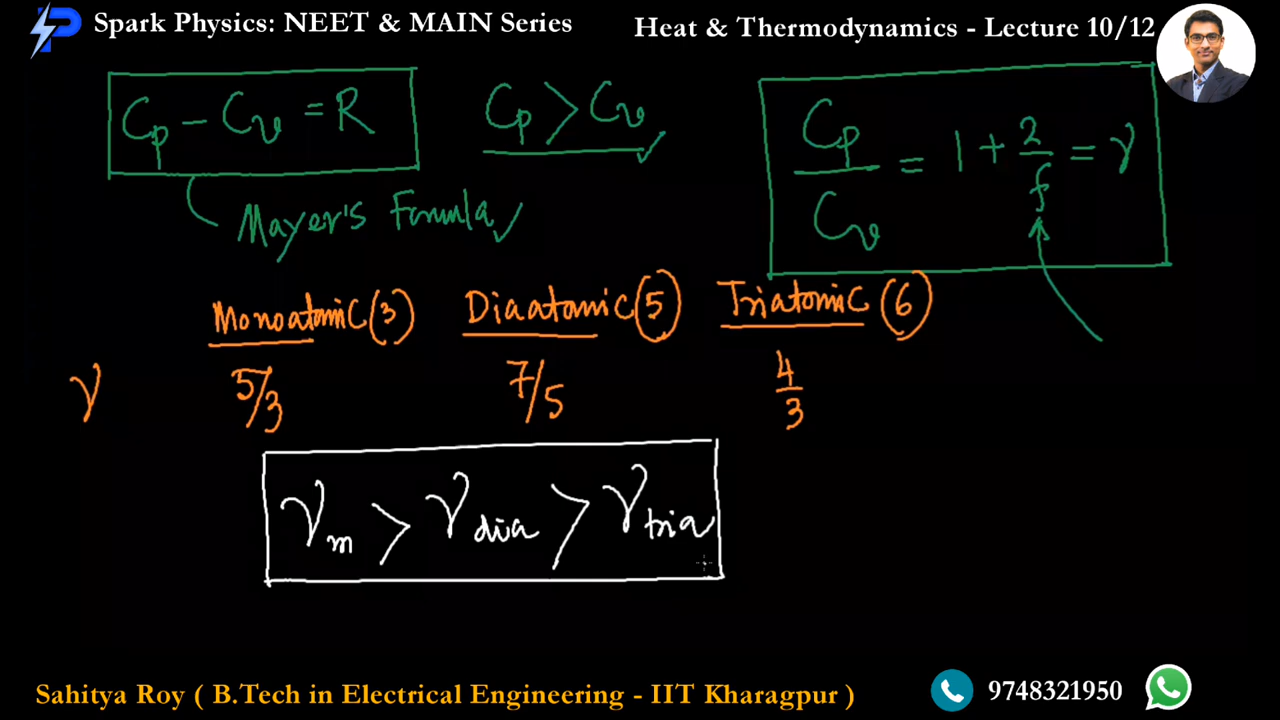 Spark Physics: NEET & MAIN Series
Heat & Thermodynamics - Lecture 10/12
Cp − Cv = R
Cp > Cv
Cp/Cv = 1 + 2/f = γ
Mayer's Formula
Monoatomic (3) Diaatomic (5) Triatomic (6)
γ 5/3 7/5 4/3
γm > γdia > γtria
Sahitya Roy ( B.Tech in Electrical Engineering - IIT Kharagpur )
9748321950